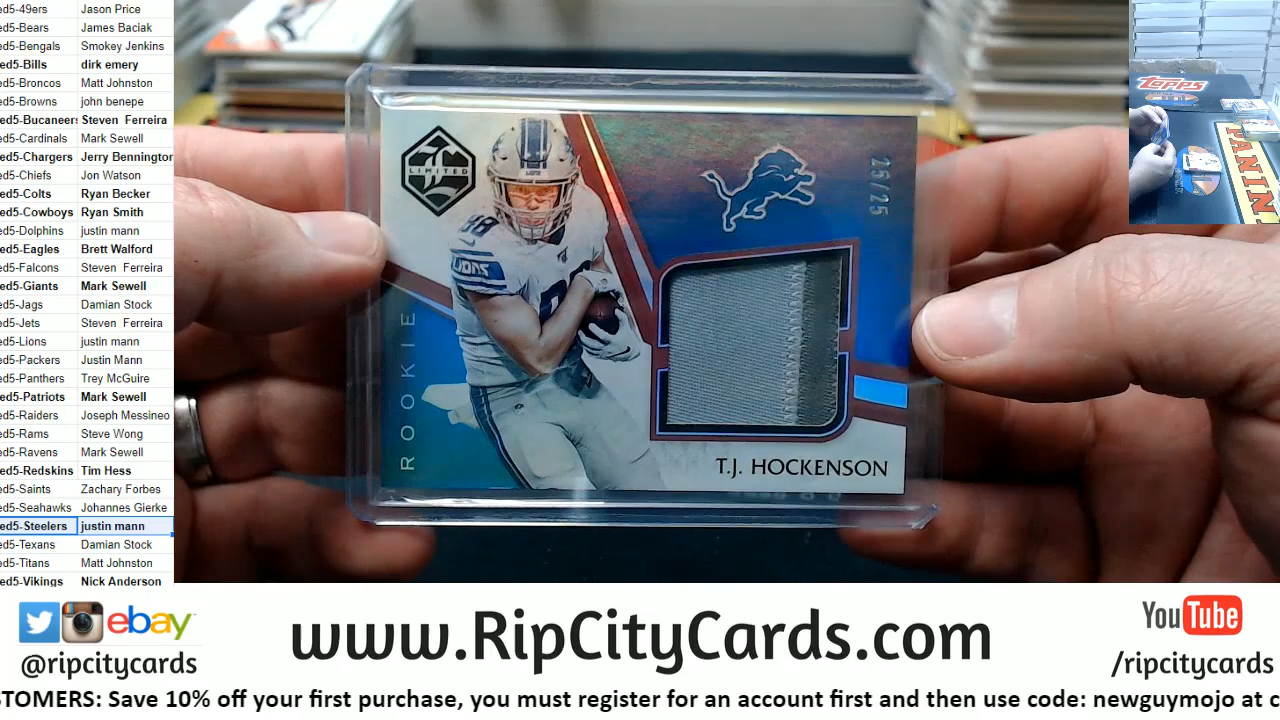 ed5-49ers Jason Price
ed5-Bears James Baciak
ed5-Bengals Smokey Jenkins
ed5-Bills dirk emery
ed5-Broncos Matt Johnston
ed5-Browns john benepe
ed5-Bucaneers Steven Ferreira
ed5-Cardinals Mark Sewell
ed5-Chargers Jerry Bennington
ed5-Chiefs Jon Watson
ed5-Colts Ryan Becker
ed5-Cowboys Ryan Smith
ed5-Dolphins justin mann
ed5-Eagles Brett Walford
ed5-Falcons Steven Ferreira
ed5-Giants Mark Sewell
ed5-Jags Damian Stock
ed5-Jets Steven Ferreira
ed5-Lions justin mann
ed5-Packers Justin Mann
ed5-Panthers Trey McGuire
ed5-Patriots Mark Sewell
ed5-Raiders Joseph Messineo
ed5-Rams Steve Wong
ed5-Ravens Mark Sewell
ed5-Redskins Tim Hess
ed5-Saints Zachary Forbes
ed5-Seahawks Johannes Gierke
ed5-Steelers justin mann
ed5-Texans Damian Stock
ed5-Titans Matt Johnston
ed5-Vikings Nick Anderson
LIMITED
88
LIONS
ROOKIE
25/25
T.J. HOCKENSON
Topps
PANIN
ebay
@ripcitycards
www.RipCityCards.com
YouTube
/ripcitycards
STOMERS: Save 10% off your first purchase, you must register for an account first and then use code: newguymojo at c